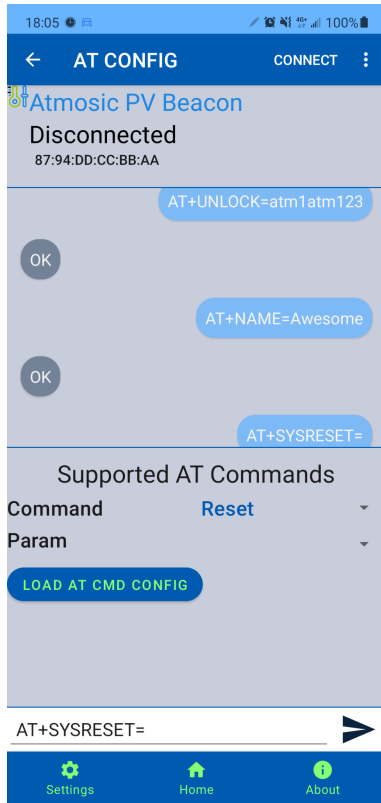 18:05
4G+
100%
AT CONFIG
CONNECT
Atmosic PV Beacon
Disconnected
87:94:DD:CC:BB:AA
AT+UNLOCK=atm1atm123
OK
AT+NAME=Awesome
OK
AT+SYSRESET=
Supported AT Commands
Command Reset
Param
LOAD AT CMD CONFIG
AT+SYSRESET=
Settings Home About